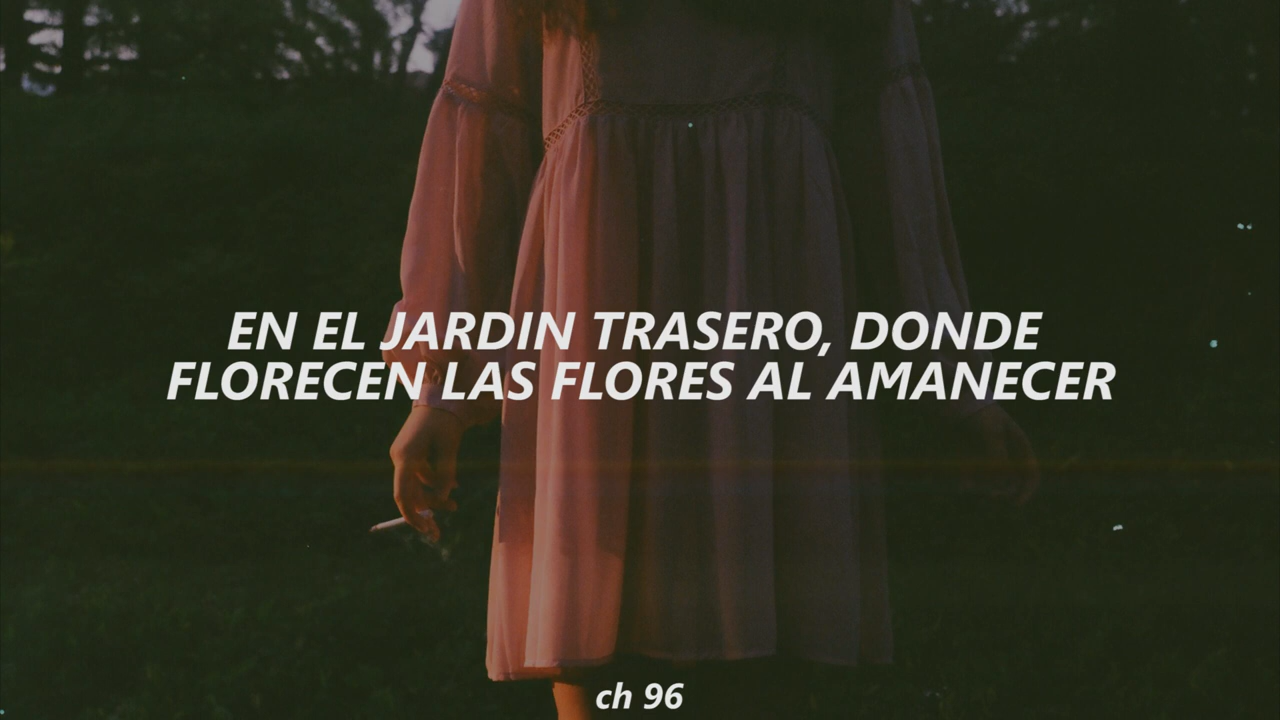 EN EL JARDIN TRASERO, DONDE
FLORECEN LAS FLORES AL AMANECER
ch 96